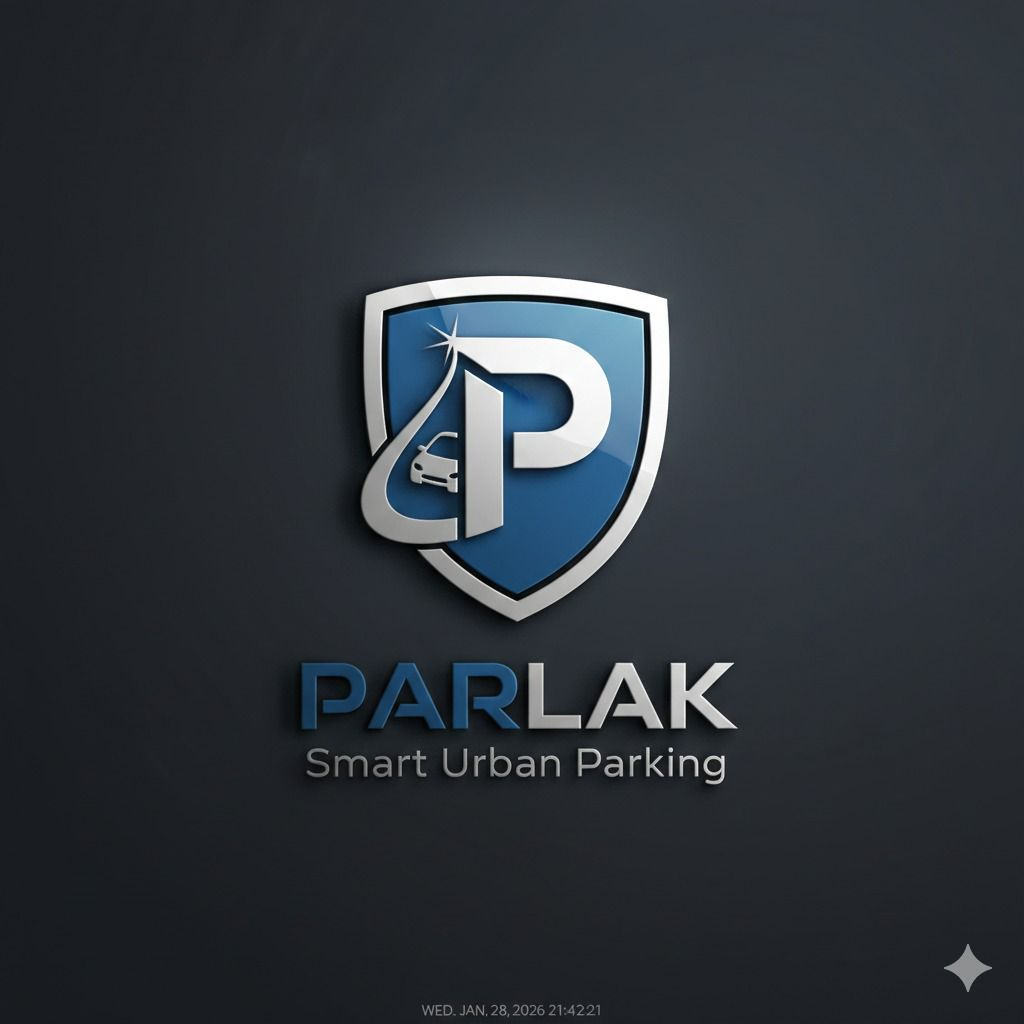 P
PARLAK
Smart Urban Parking
WED. JAN, 28, 2026 21:42:21